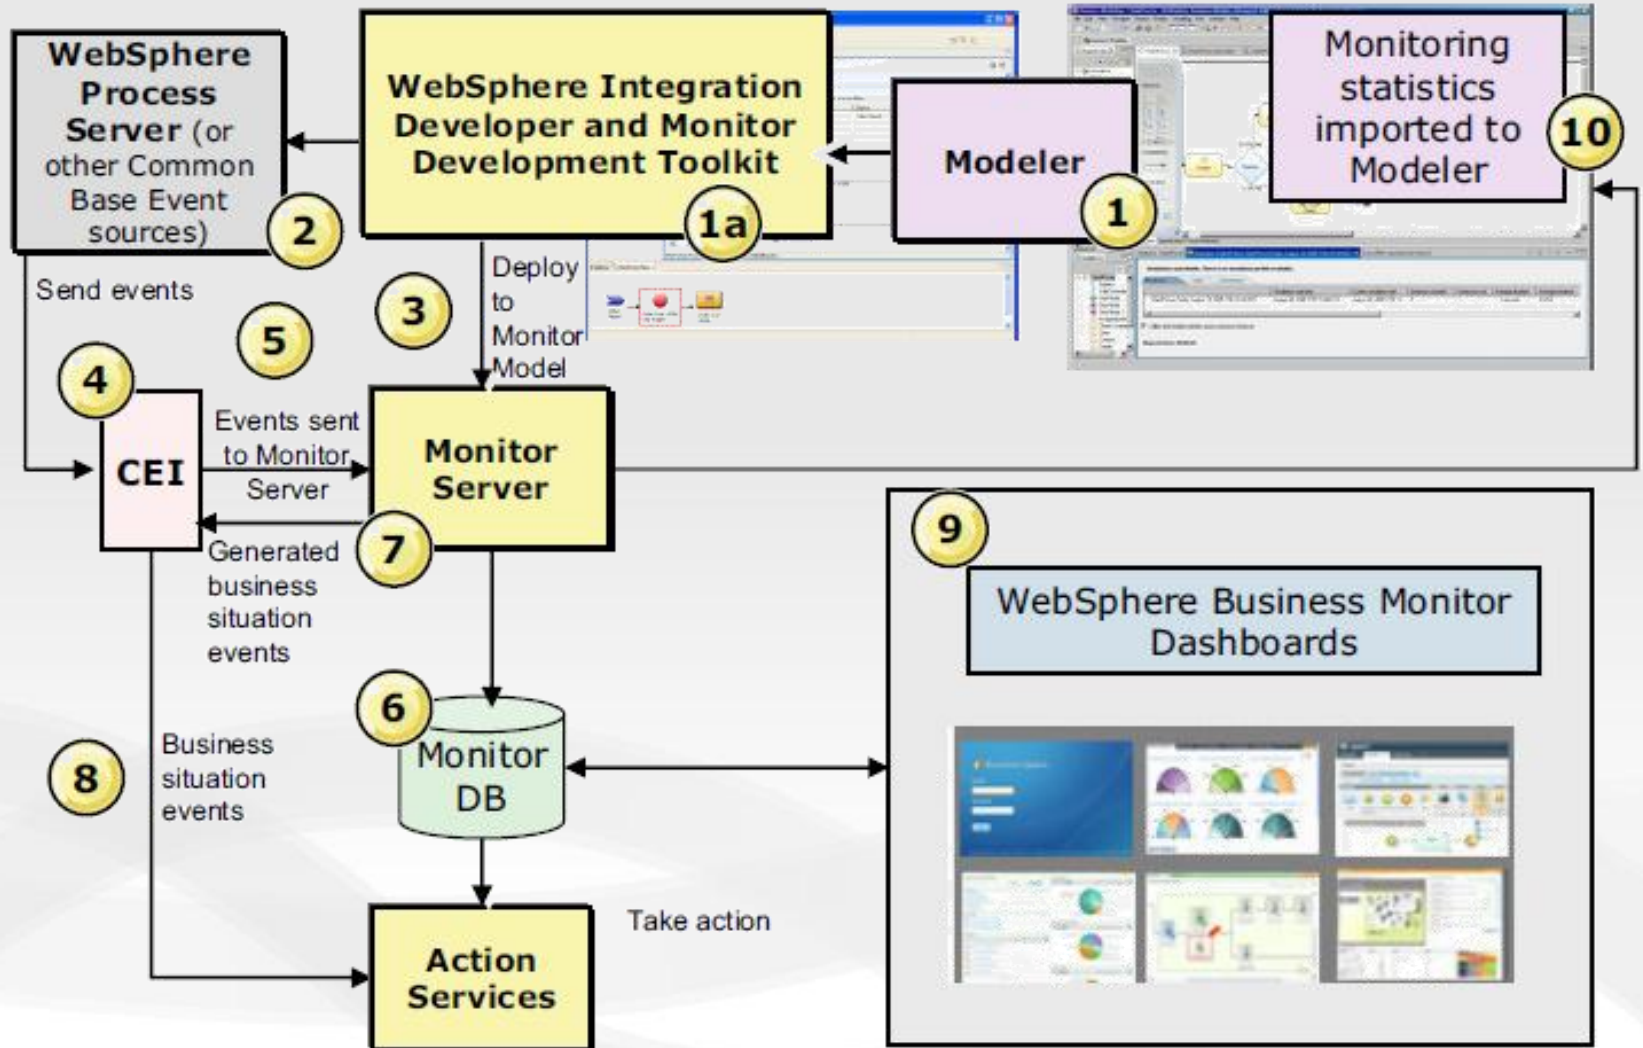 WebSphere
Process
Server (or
other Common
Base Event
sources)
2
WebSphere Integration
Developer and Monitor
Development Toolkit
1a
Modeler
1
Monitoring
statistics
imported to
Modeler
10
Send events
5
3
Deploy
to
Monitor
Model
4
CEI
Events sent
to Monitor
Server
Monitor
Server
7
Generated
business
situation
events
9
WebSphere Business Monitor
Dashboards
6
Monitor
DB
8
Business
situation
events
Action
Services
Take action